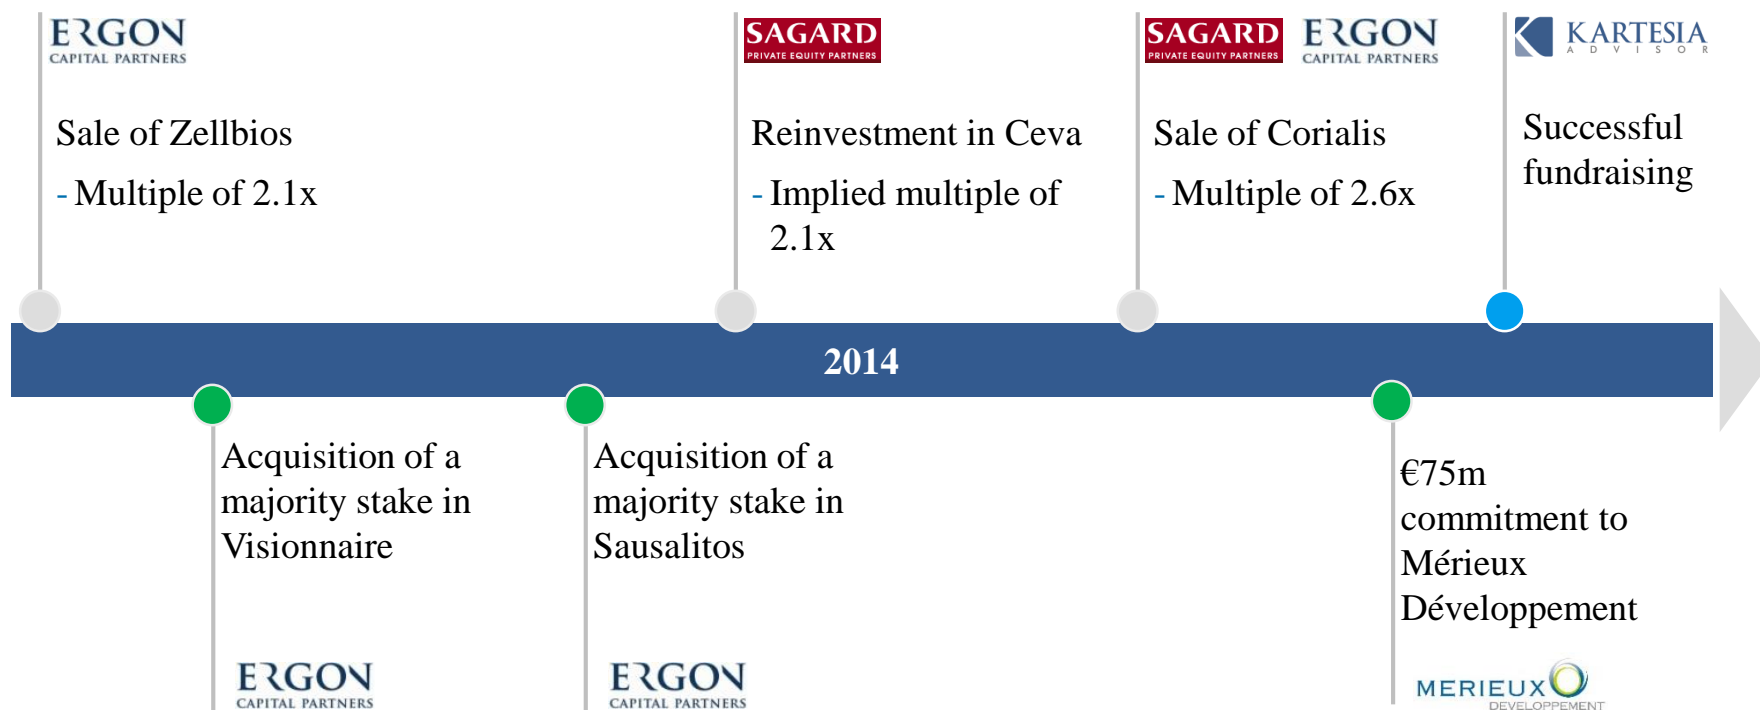 ERGON
CAPITAL PARTNERS
Sale of Zellbios
- Multiple of 2.1x
SAGARD
PRIVATE EQUITY PARTNERS
Reinvestment in Ceva
- Implied multiple of
2.1x
SAGARD
PRIVATE EQUITY PARTNERS
ERGON
CAPITAL PARTNERS
Sale of Corialis
- Multiple of 2.6x
KARTESIA
ADVISOR
Successful
fundraising
2014
Acquisition of a
majority stake in
Visionnaire
ERGON
CAPITAL PARTNERS
Acquisition of a
majority stake in
Sausalitos
ERGON
CAPITAL PARTNERS
€75m
commitment to
Mérieux
Développement
MERIEUX
DEVELOPPEMENT